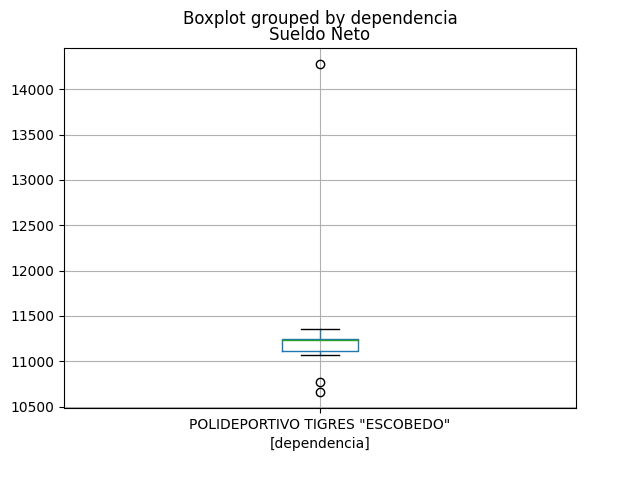 Boxplot grouped by dependencia
Sueldo Neto
14000
13500
13000
12500
12000
11500
11000
10500
POLIDEPORTIVO TIGRES "ESCOBEDO"
[dependencia]